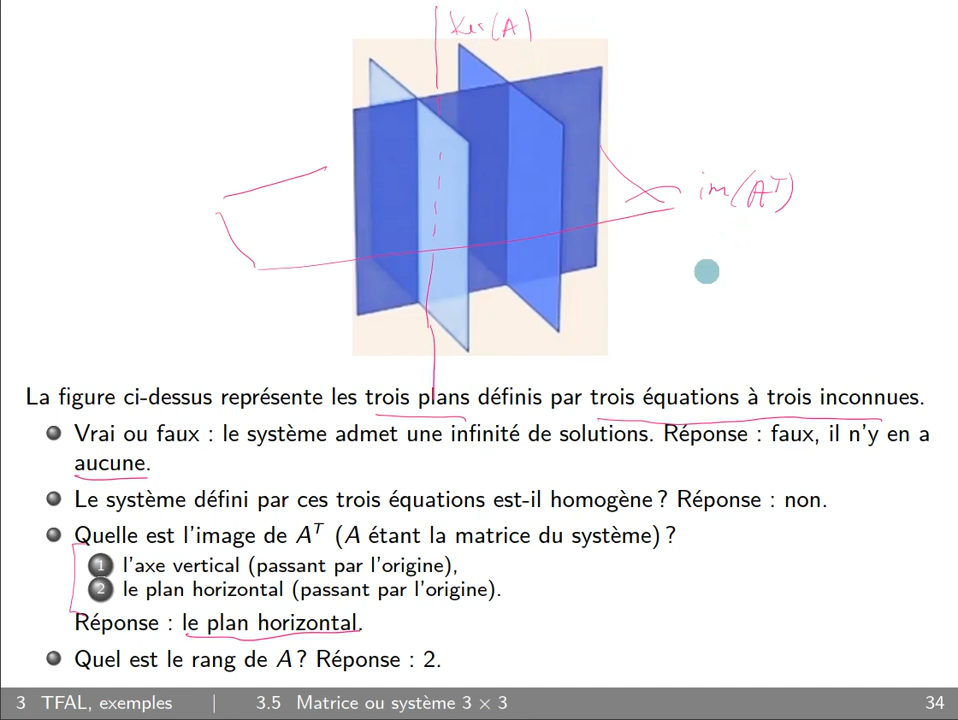 Ker(A)
im(Aᵀ)
La figure ci-dessus représente les trois plans définis par trois équations à trois inconnues.
Vrai ou faux : le système admet une infinité de solutions. Réponse : faux, il n'y en a
aucune.
Le système défini par ces trois équations est-il homogène ? Réponse : non.
Quelle est l'image de Aᵀ (A étant la matrice du système) ?
1 l'axe vertical (passant par l'origine),
2 le plan horizontal (passant par l'origine).
Réponse : le plan horizontal.
Quel est le rang de A ? Réponse : 2.
3 TFAL, exemples | 3.5 Matrice ou système 3 × 3 34